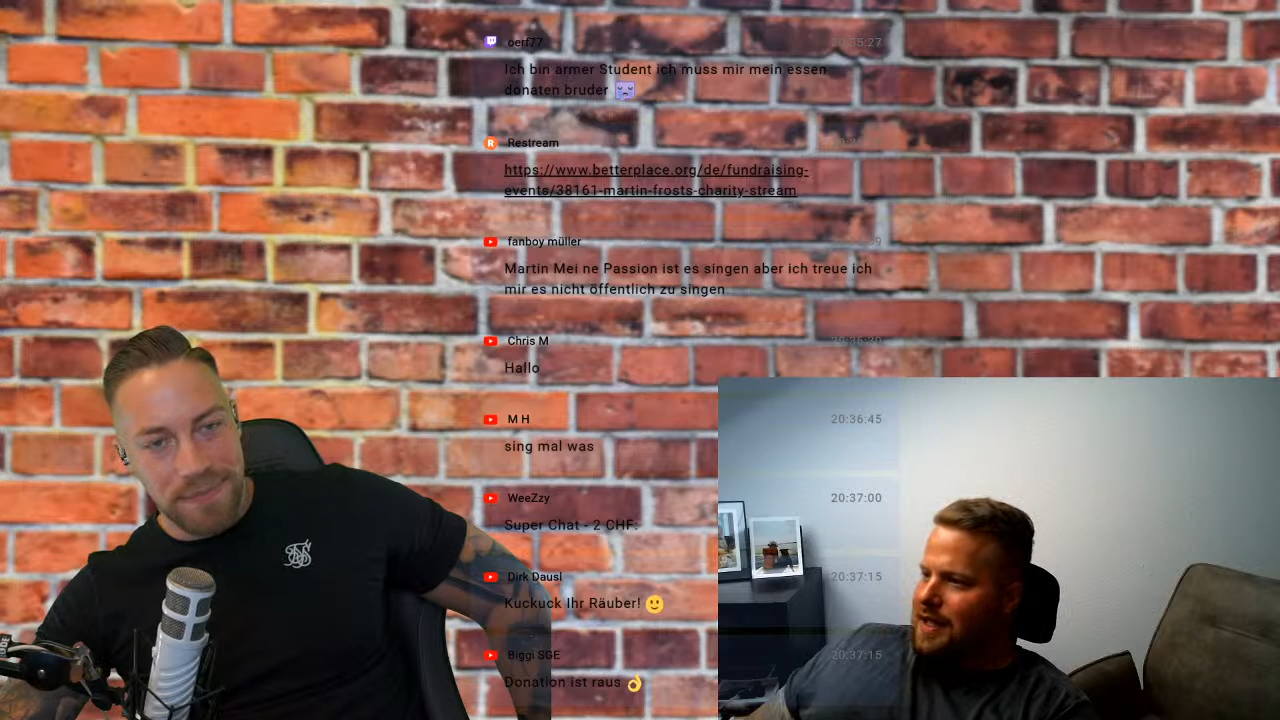 oerf77
Ich bin armer Student ich muss mir mein essen
donaten bruder
Restream
https://www.betterplace.org/de/fundraising-
events/38161-martin-frosts-charity-stream
fanboy müller
Martin Mei ne Passion ist es singen aber ich treue ich
mir es nicht öffentlich zu singen
Chris M
Hallo
M H 20:36:45
sing mal was
WeeZzy 20:37:00
Super Chat - 2 CHF:
Dirk Dausl 20:37:15
Kuckuck Ihr Räuber! 🙂
Biggi SGE 20:37:15
Donation ist raus 👌